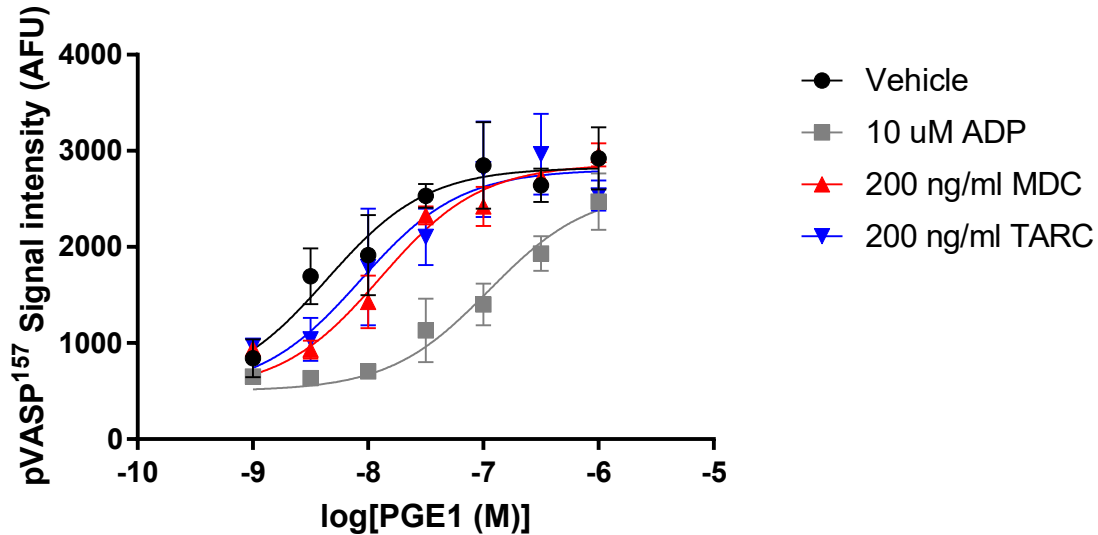 pVASP¹⁵⁷ Signal intensity (AFU)
4000
3000
2000
1000
0
-10 -9 -8 -7 -6 -5
log[PGE1 (M)]
Vehicle
10 uM ADP
200 ng/ml MDC
200 ng/ml TARC